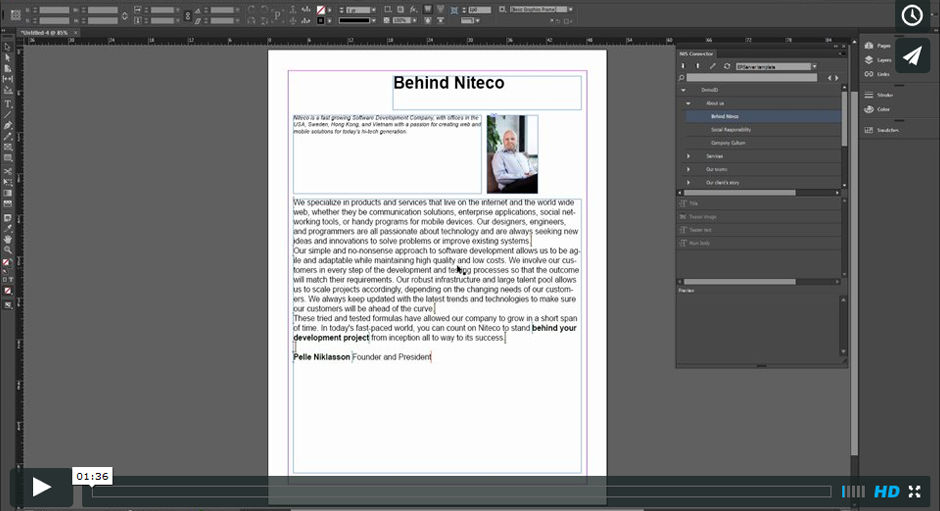 *Untitled-4 @ 85%
Behind Niteco
Niteco is a fast growing Software Development Company, with offices in the
USA, Sweden, Hong Kong, and Vietnam with a passion for creating web and
mobile solutions for today's hi-tech generation.
We specialize in products and services that live on the internet and the world wide
web, whether they be communication solutions, enterprise applications, social net-
working tools, or handy programs for mobile devices. Our designers, engineers,
and programmers are all passionate about technology and are always seeking new
ideas and innovations to solve problems or improve existing systems.
Our simple and no-nonsense approach to software development allows us to be ag-
ile and adaptable while maintaining high quality and low costs. We involve our cus-
tomers in every step of the development and testing processes so that the outcome
will match their requirements. Our robust infrastructure and large talent pool allows
us to scale projects accordingly, depending on the changing needs of our custom-
ers. We always keep updated with the latest trends and technologies to make sure
our customers will be ahead of the curve.
These tried and tested formulas have allowed our company to grow in a short span
of time. In today's fast-paced world, you can count on Niteco to stand behind your
development project from inception all to way to its success.
Pelle Niklasson Founder and President
About us
Behind Niteco
Social Responsibility
Company Culture
Services
Our teams
Our client's story
Title
Teaser image
Teaser text
Main body
Preview
Pages
Layers
Links
Stroke
Color
Swatches
01:36
HD